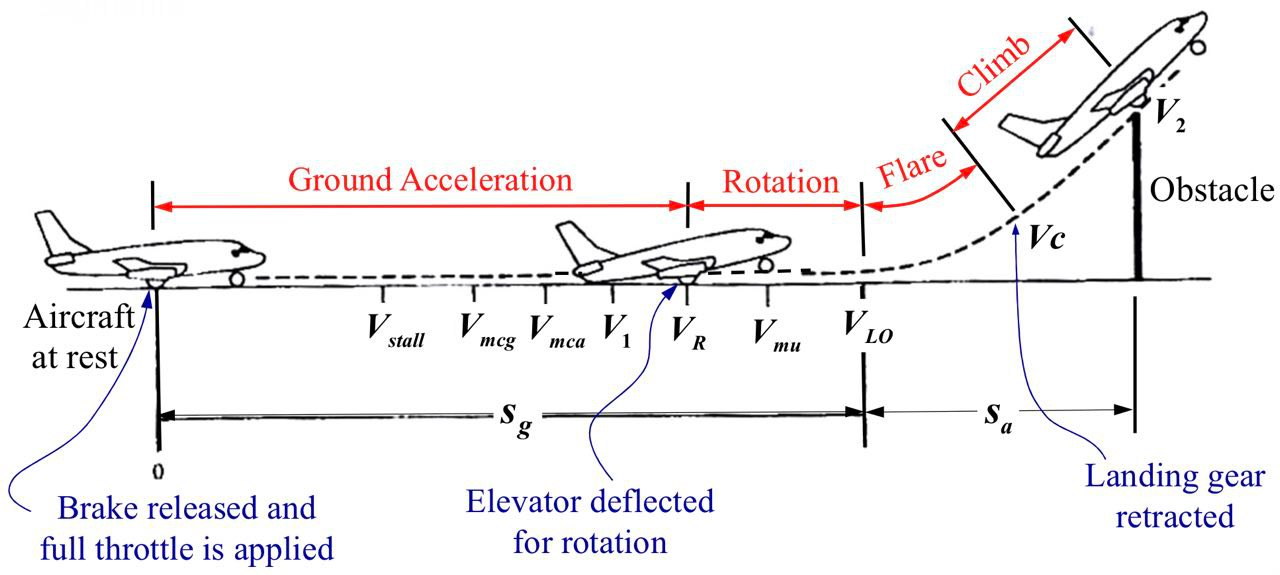 Climb
V2
Ground Acceleration
Rotation
Flare
Obstacle
Vc
Aircraft
at rest
Vstall
Vmcg
Vmca
V1
VR
Vmu
VLO
Sg
Sa
0
Brake released and
full throttle is applied
Elevator deflected
for rotation
Landing gear
retracted